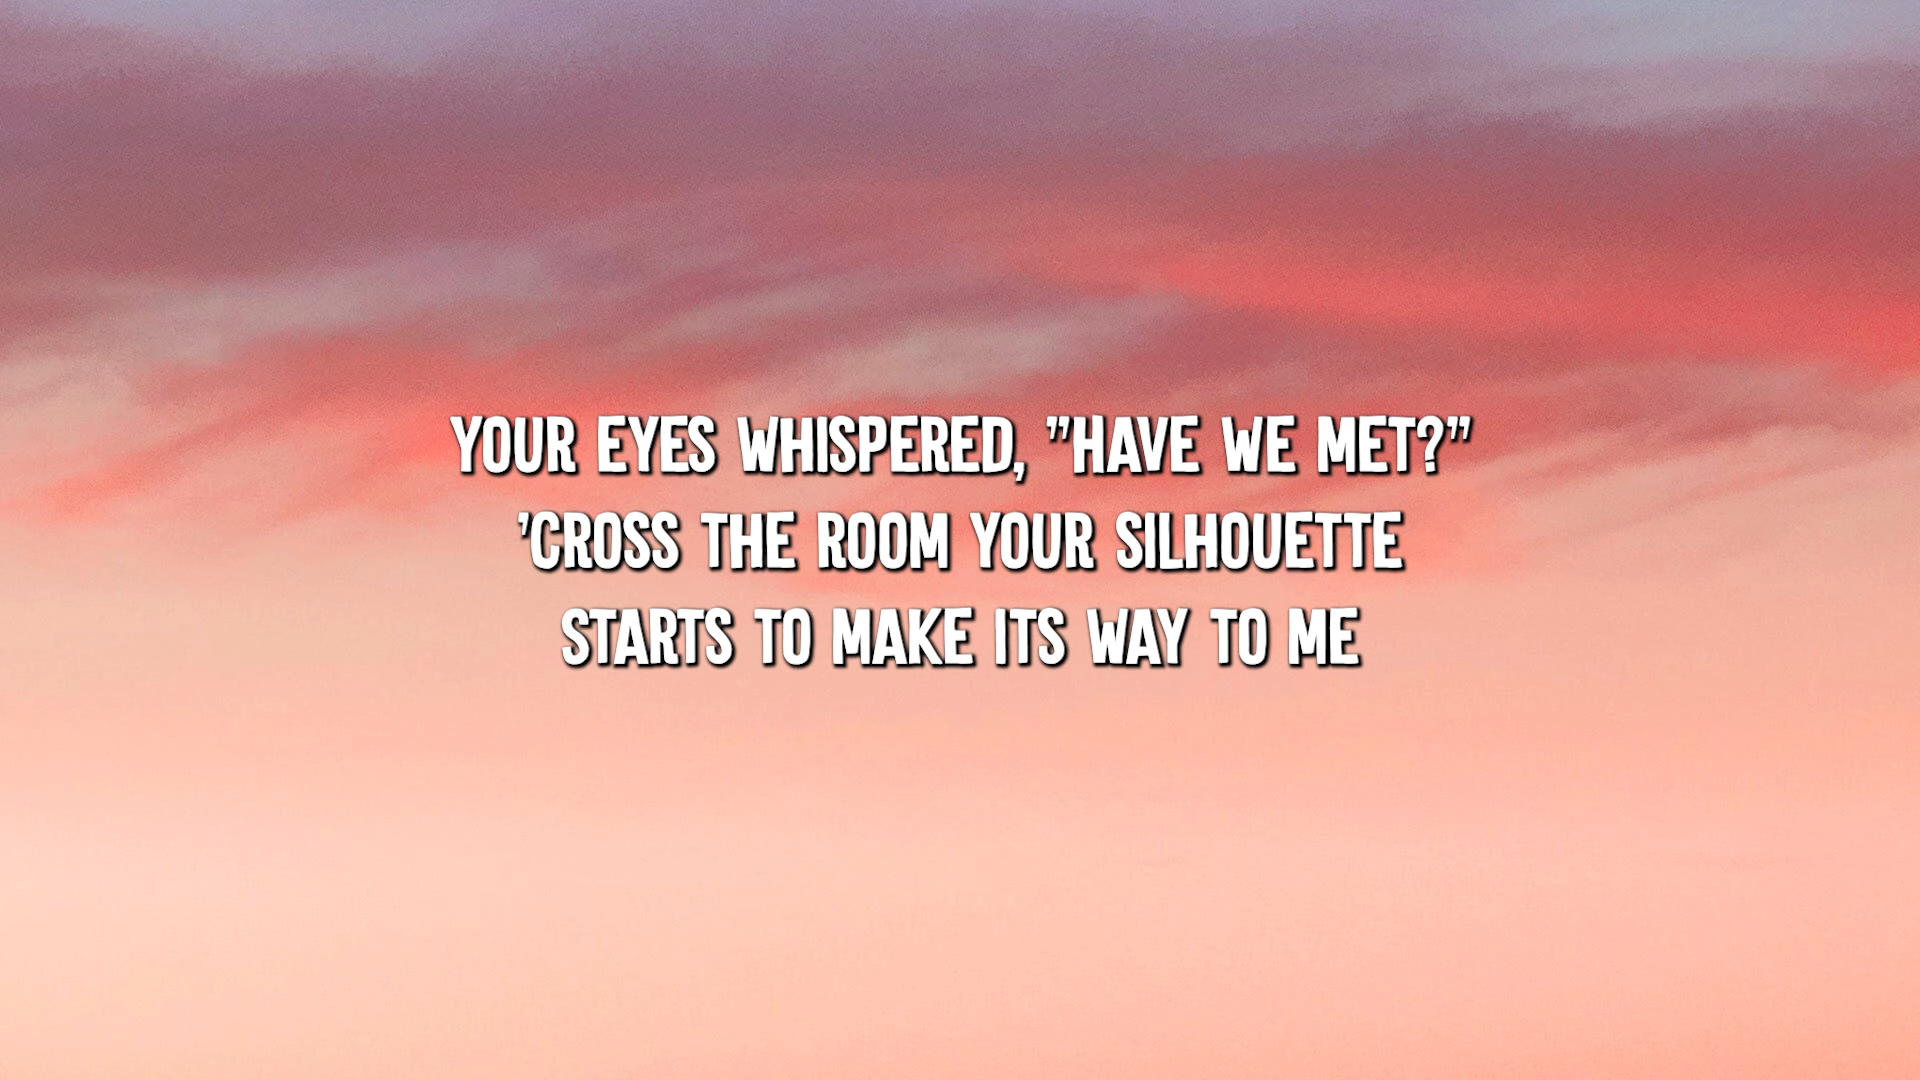 YOUR EYES WHISPERED, "HAVE WE MET?"
'CROSS THE ROOM YOUR SILHOUETTE
STARTS TO MAKE ITS WAY TO ME